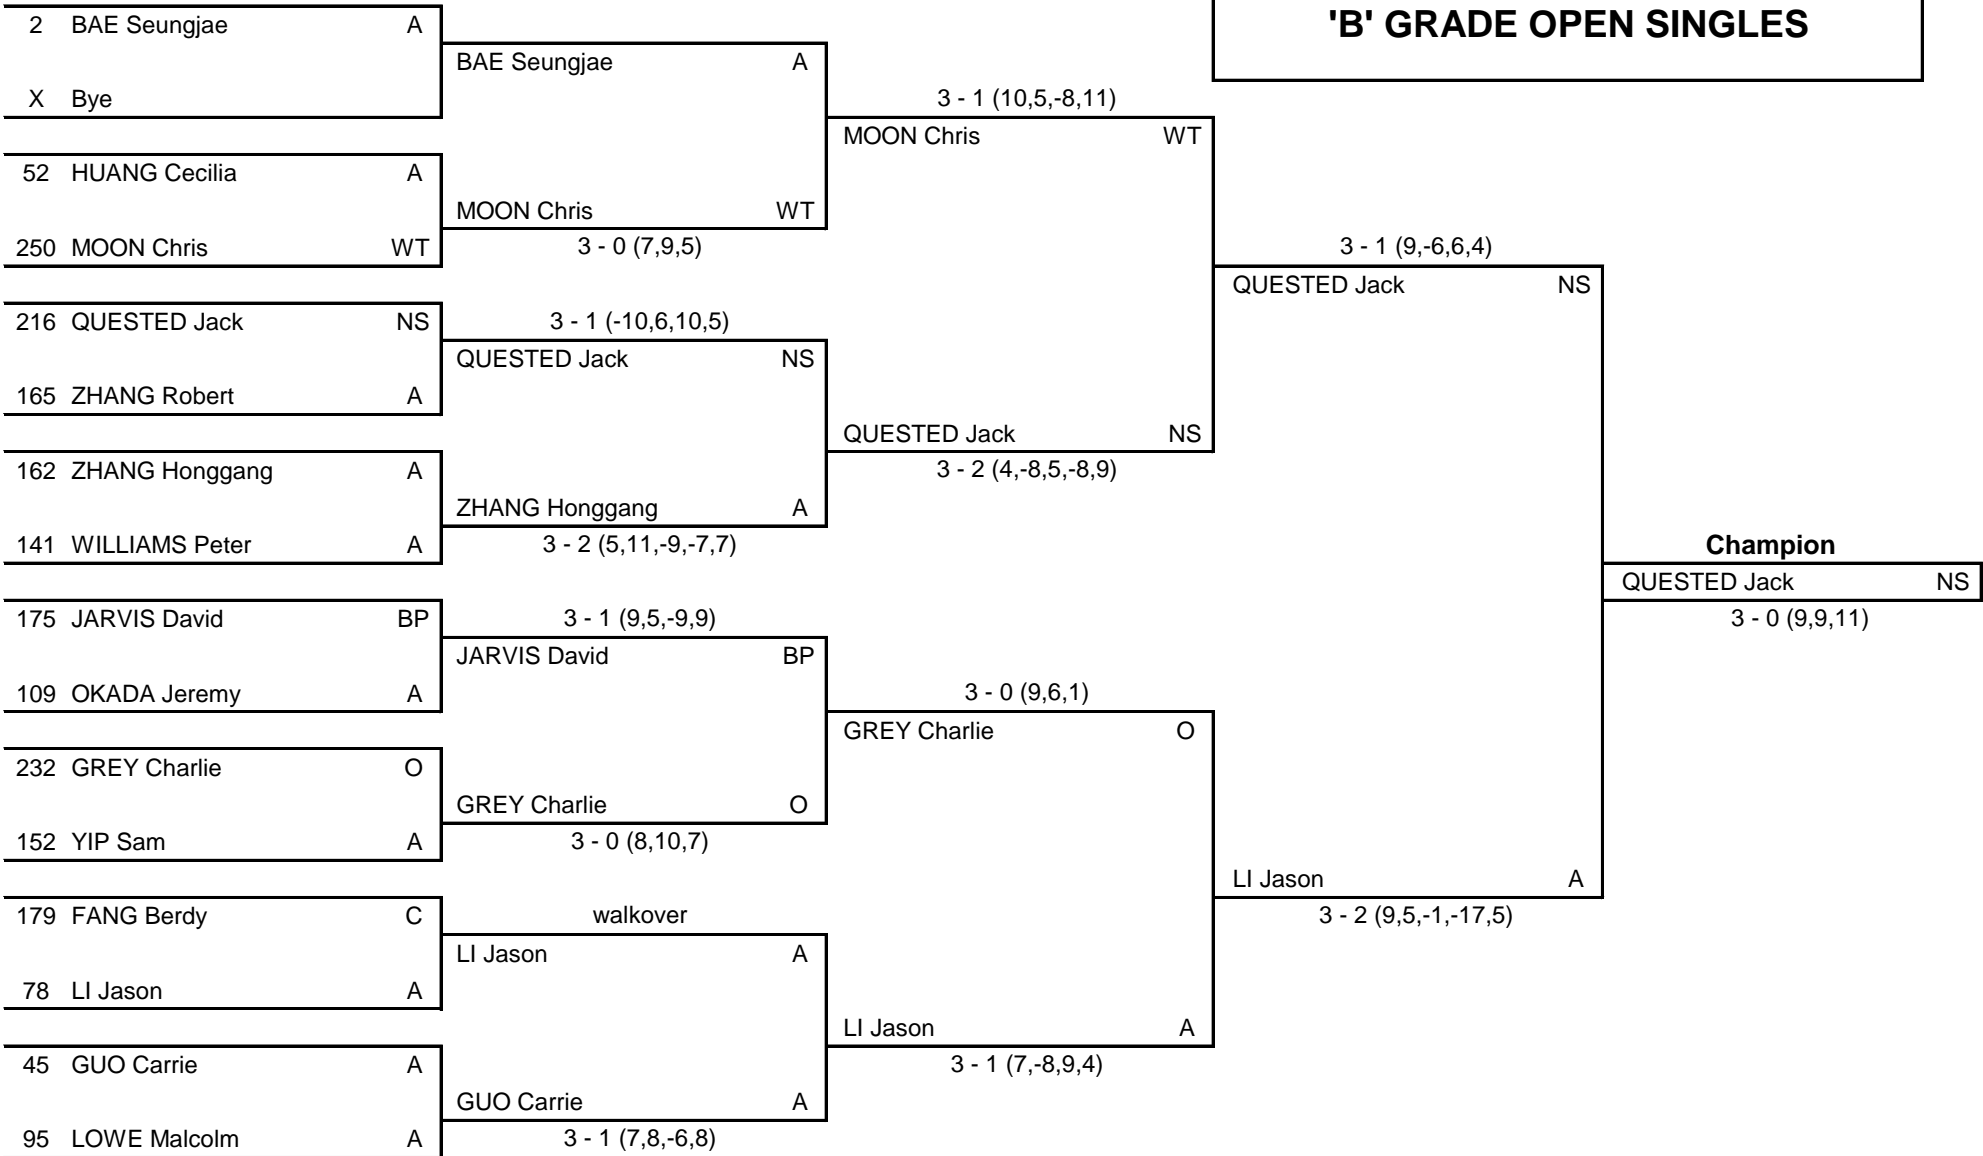 'B' GRADE OPEN SINGLES
2 BAE Seungjae A
BAE Seungjae A
X Bye
3 - 1 (10,5,-8,11)
MOON Chris WT
52 HUANG Cecilia A
MOON Chris WT
250 MOON Chris WT
3 - 0 (7,9,5)
3 - 1 (9,-6,6,4)
QUESTED Jack NS
216 QUESTED Jack NS
3 - 1 (-10,6,10,5)
QUESTED Jack NS
165 ZHANG Robert A
QUESTED Jack NS
3 - 2 (4,-8,5,-8,9)
162 ZHANG Honggang A
ZHANG Honggang A
141 WILLIAMS Peter A
3 - 2 (5,11,-9,-7,7)
Champion
QUESTED Jack NS
3 - 0 (9,9,11)
175 JARVIS David BP
3 - 1 (9,5,-9,9)
JARVIS David BP
109 OKADA Jeremy A
3 - 0 (9,6,1)
GREY Charlie O
232 GREY Charlie O
GREY Charlie O
152 YIP Sam A
3 - 0 (8,10,7)
LI Jason A
3 - 2 (9,5,-1,-17,5)
179 FANG Berdy C
walkover
LI Jason A
78 LI Jason A
LI Jason A
3 - 1 (7,-8,9,4)
45 GUO Carrie A
GUO Carrie A
95 LOWE Malcolm A
3 - 1 (7,8,-6,8)